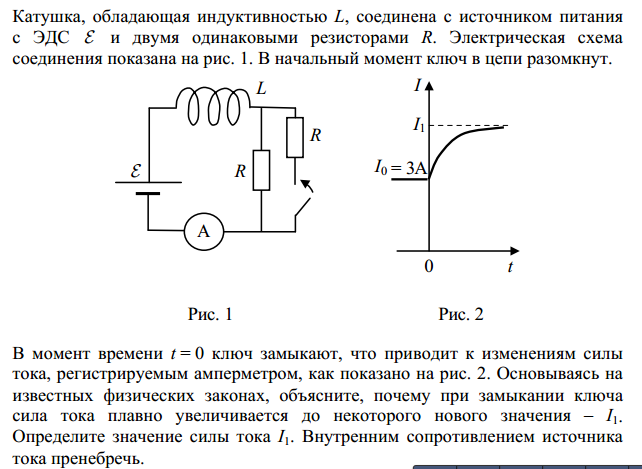 Катушка, обладающая индуктивностью L, соединена с источником питания
с ЭДС ℰ и двумя одинаковыми резисторами R. Электрическая схема
соединения показана на рис. 1. В начальный момент ключ в цепи разомкнут.
L
R
ℰ
R
A
I
I₁
I₀ = 3А
0
t
Рис. 1
Рис. 2
В момент времени t = 0 ключ замыкают, что приводит к изменениям силы
тока, регистрируемым амперметром, как показано на рис. 2. Основываясь на
известных физических законах, объясните, почему при замыкании ключа
сила тока плавно увеличивается до некоторого нового значения – I₁.
Определите значение силы тока I₁. Внутренним сопротивлением источника
тока пренебречь.